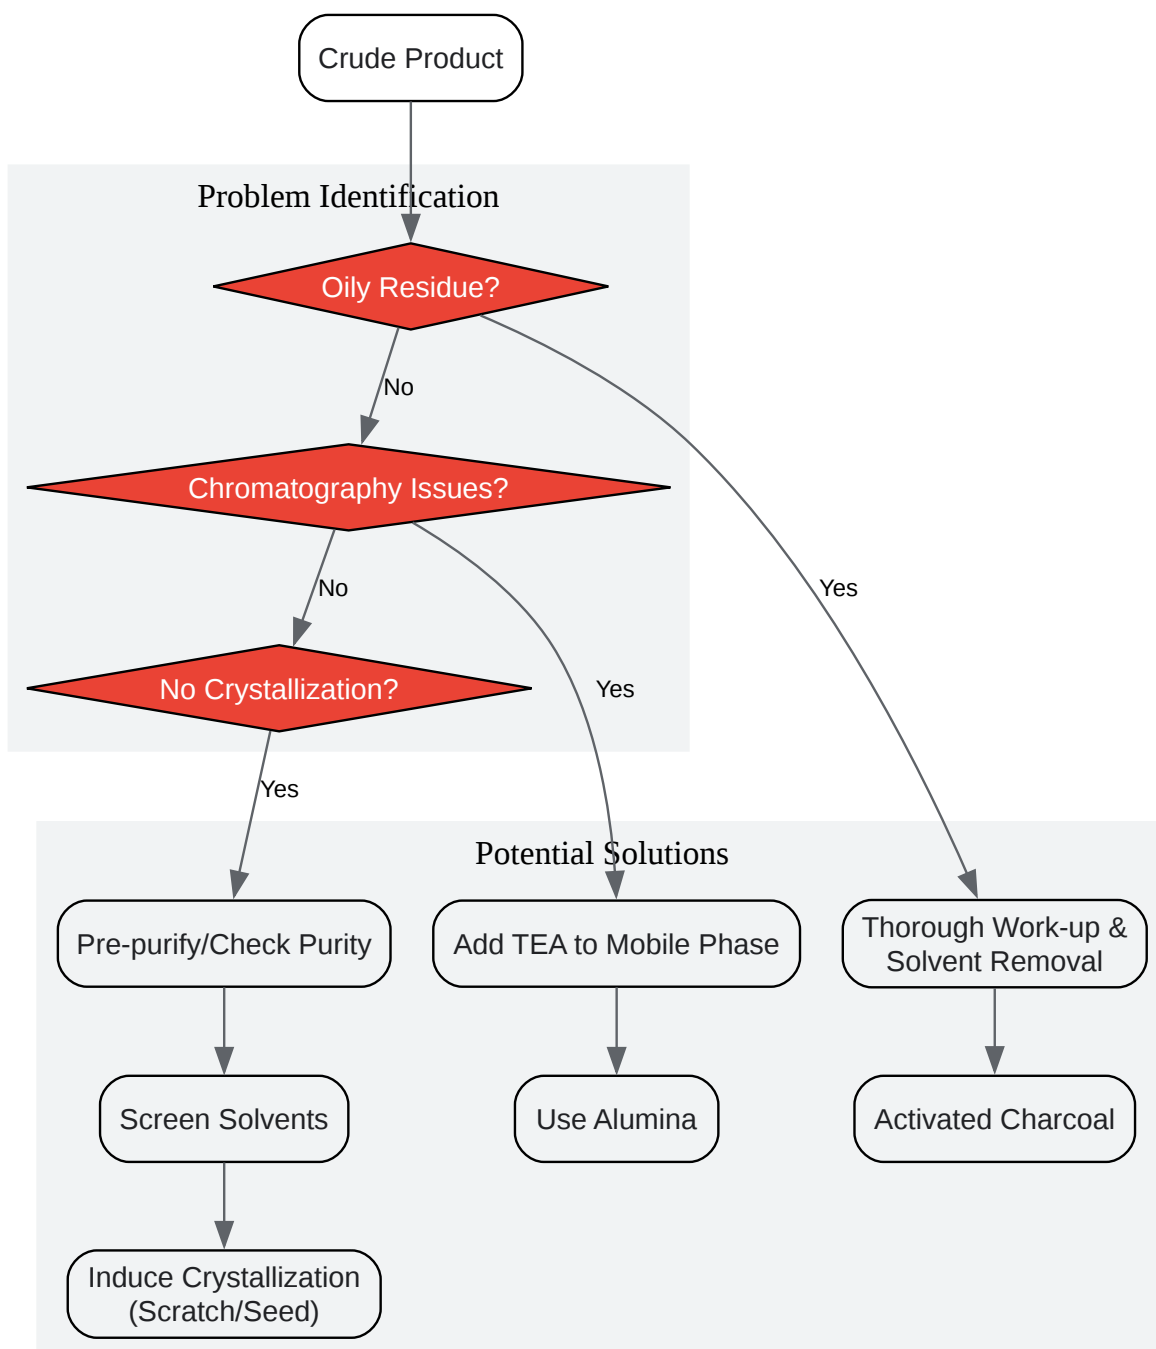 Crude Product
Problem Identification
Oily Residue?
No
Chromatography Issues?
Yes
No
No Crystallization?
Yes
Yes
Potential Solutions
Pre-purify/Check Purity
Add TEA to Mobile Phase
Thorough Work-up &
Solvent Removal
Screen Solvents
Use Alumina
Activated Charcoal
Induce Crystallization
(Scratch/Seed)